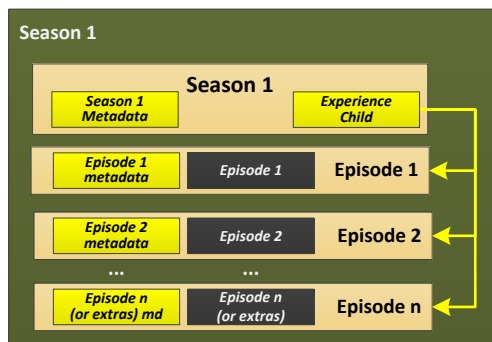 Season 1
Season 1
Season 1
Metadata
Experience
Child
Episode 1
metadata
Episode 1
Episode 1
Episode 2
metadata
Episode 2
Episode 2
... ...
Episode n
(or extras) md
Episode n
(or extras)
Episode n